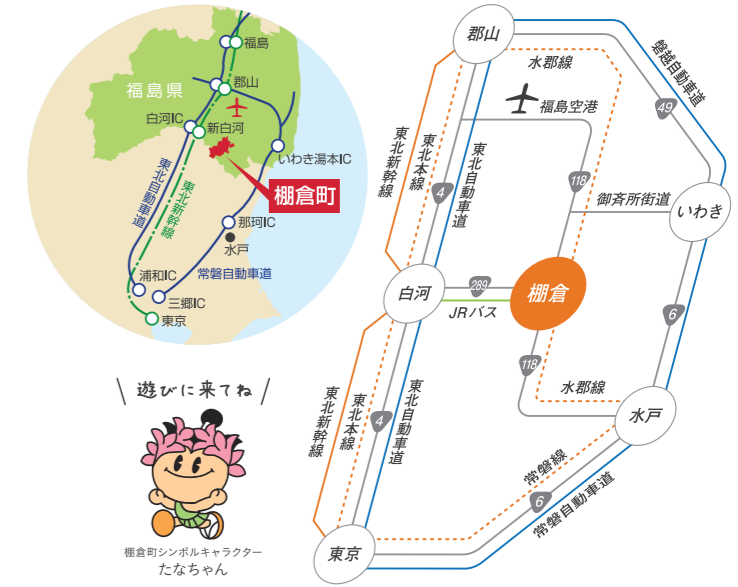 福島
郡山
福島県
白河IC
新白河
いわき湯本IC
棚倉町
東北自動車道
東北新幹線
那珂IC
水戸
常磐自動車道
浦和IC
三郷IC
東京
遊びに来てね
棚倉町シンボルキャラクター
たなちゃん
郡山
水郡線
磐越自動車道
49
福島空港
東北新幹線
東北本線
4
東北自動車道
118
御斉所街道
いわき
白河
289
JRバス
棚倉
6
118
水郡線
水戸
東北新幹線
東北本線
4
東北自動車道
常磐線
6
常磐自動車道
東京